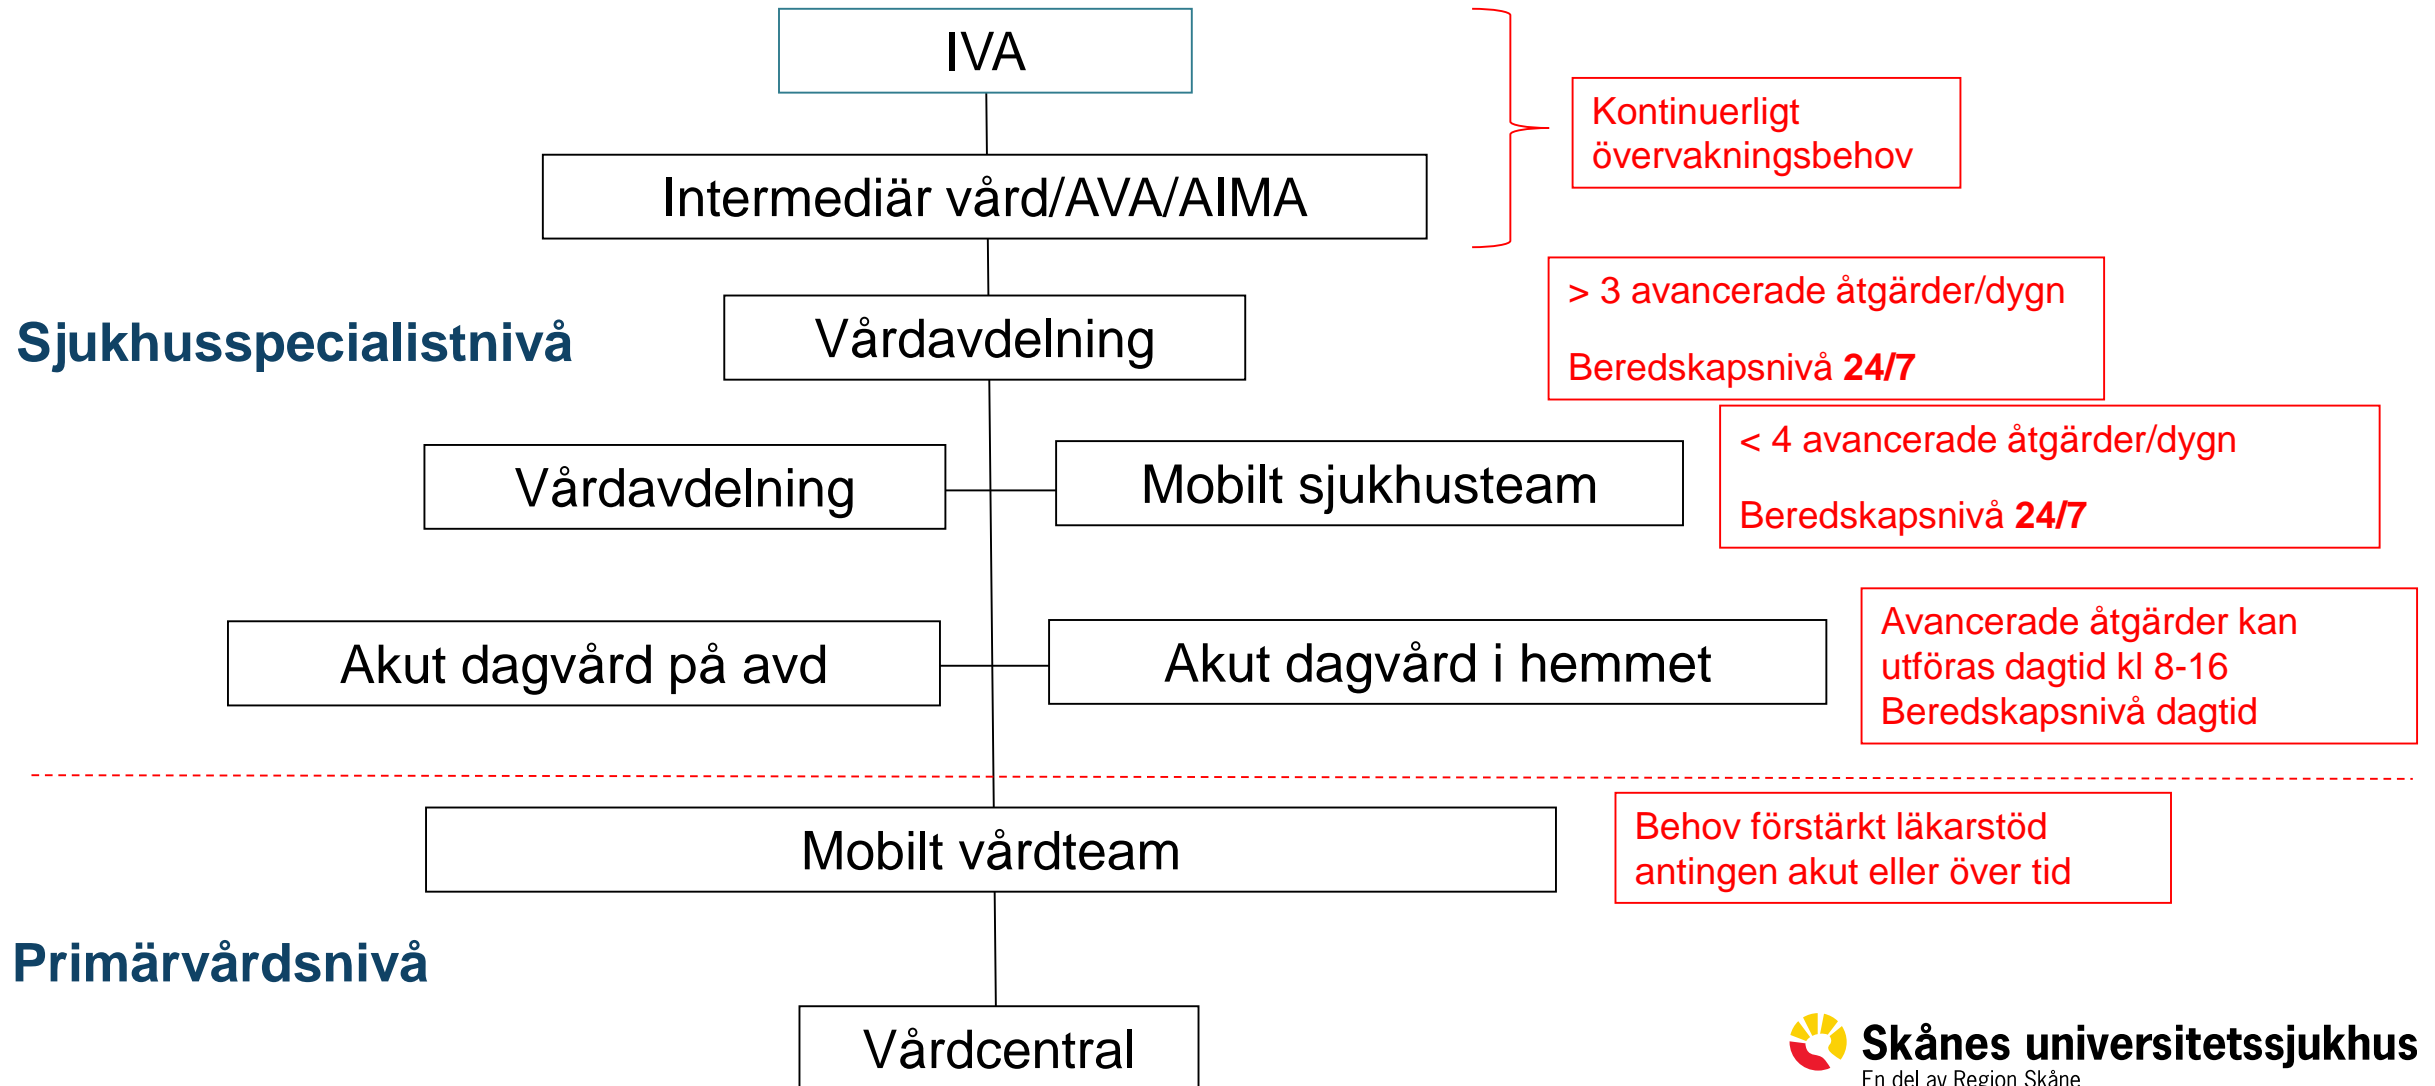 IVA
Kontinuerligt
övervakningsbehov
Intermediär vård/AVA/AIMA
> 3 avancerade åtgärder/dygn
Beredskapsnivå 24/7
Sjukhusspecialistnivå
Vårdavdelning
< 4 avancerade åtgärder/dygn
Beredskapsnivå 24/7
Vårdavdelning
Mobilt sjukhusteam
Akut dagvård på avd
Akut dagvård i hemmet
Avancerade åtgärder kan
utföras dagtid kl 8-16
Beredskapsnivå dagtid
Mobilt vårdteam
Behov förstärkt läkarstöd
antingen akut eller över tid
Primärvårdsnivå
Vårdcentral
Skånes universitetssjukhus
En del av Region Skåne